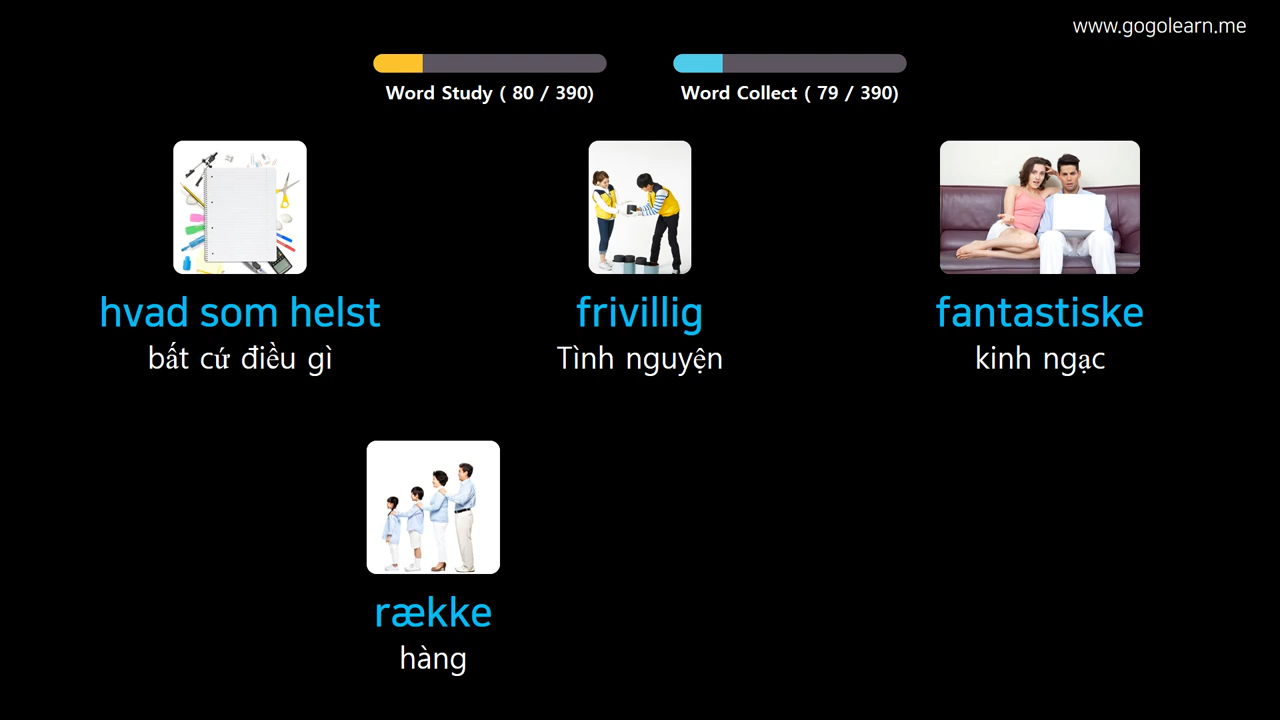 www.gogolearn.me
Word Study ( 80 / 390)
Word Collect ( 79 / 390)
hvad som helst
bất cứ điều gì
frivillig
Tình nguyện
fantastiske
kinh ngạc
række
hàng